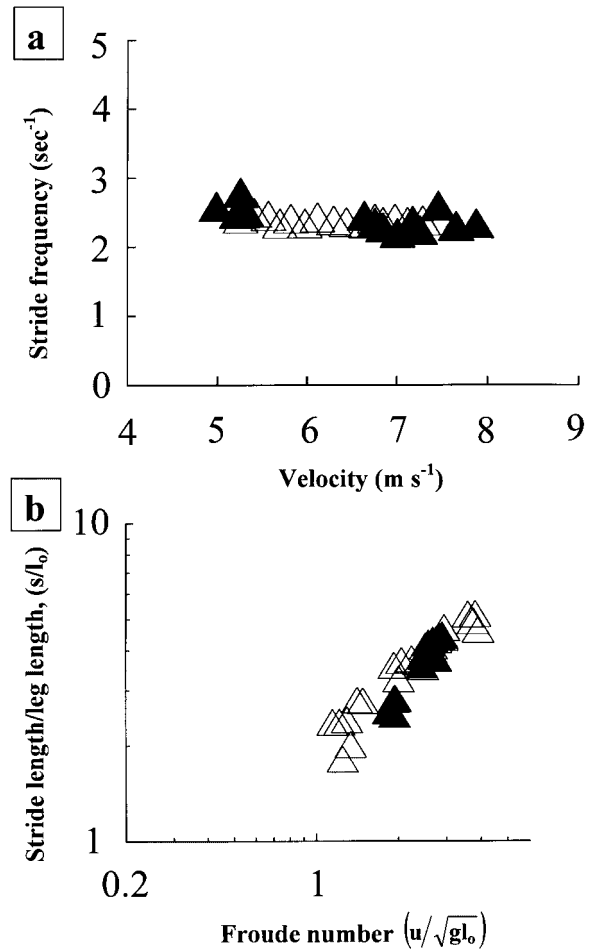 a
5
4
3
2
1
0
Stride frequency (sec⁻¹)
4 5 6 7 8 9
Velocity (m s⁻¹)
b
10
1
Stride length/leg length, (s/lₒ)
0.2 1
Froude number (u/√glₒ)